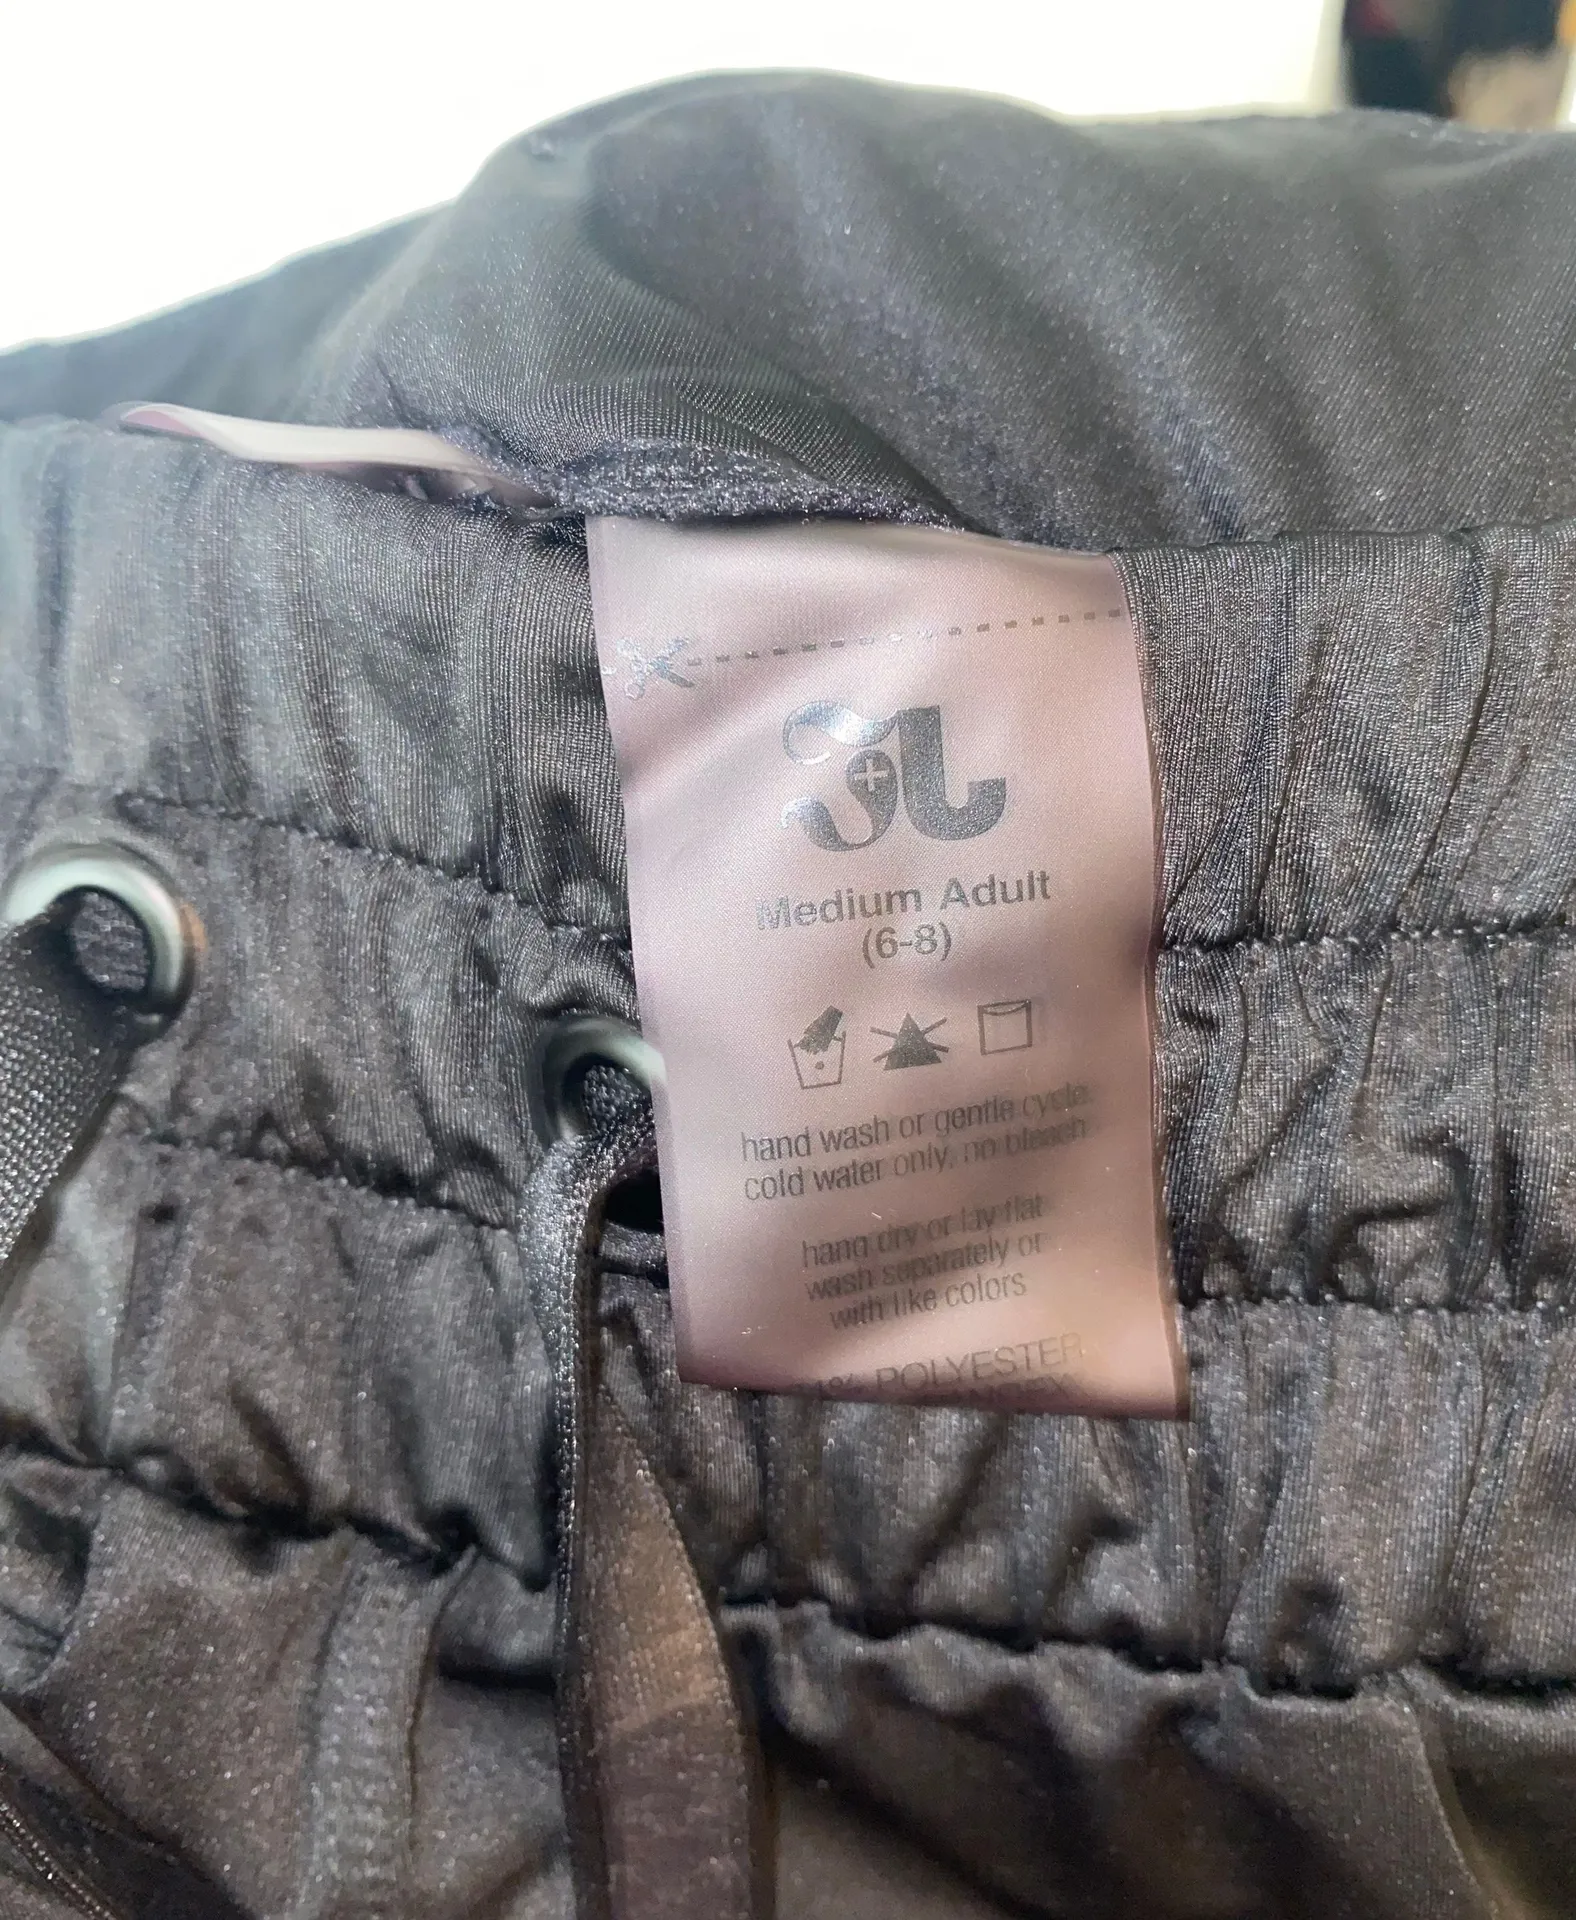 Medium Adult
(6-8)
hand wash or gentle cycle
cold water only, no bleach
hang dry or lay flat
wash separately or
with like colors
POLYESTER